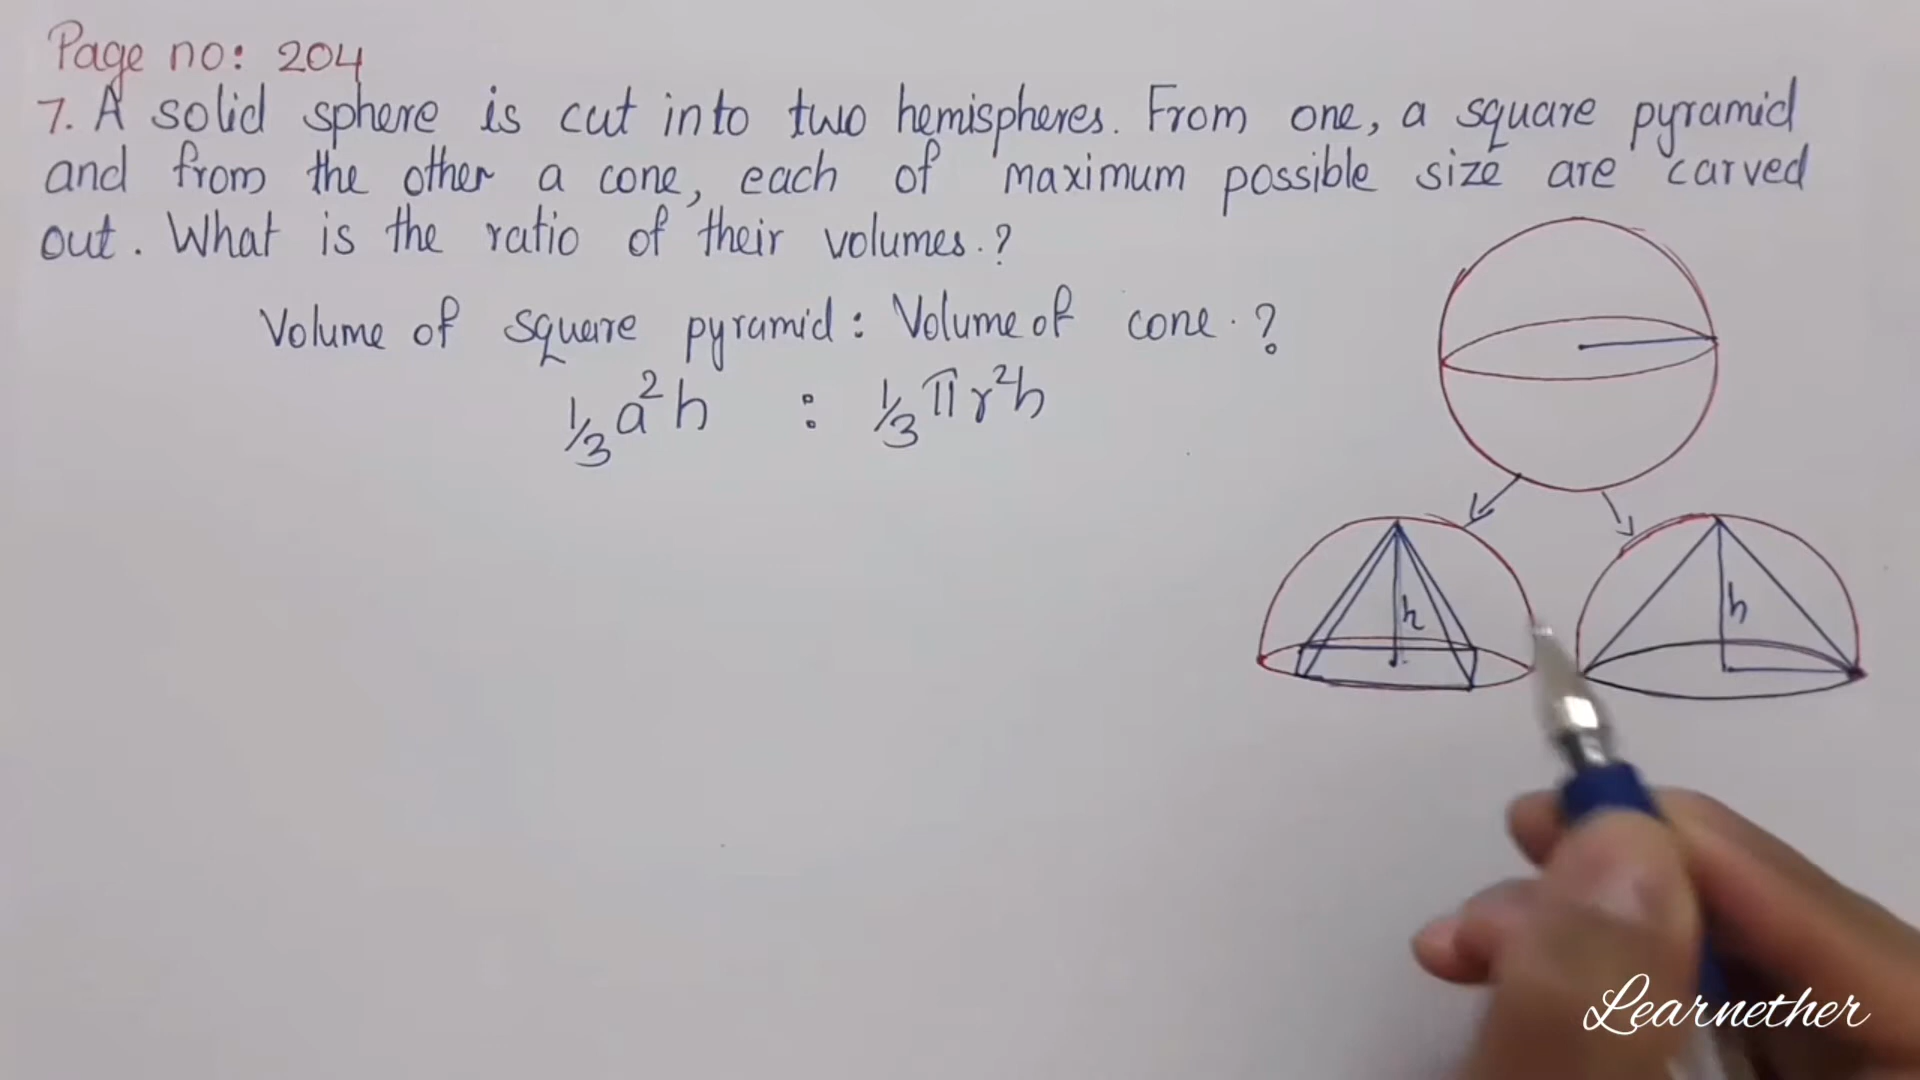 Page no: 204
7. A solid sphere is cut into two hemispheres. From one, a square pyramid
and from the other a cone, each of maximum possible size are carved
out. What is the ratio of their volumes.?
Volume of square pyramid : Volume of cone. ?
1/3 a²h : 1/3 πr²h
h
h
Learnether